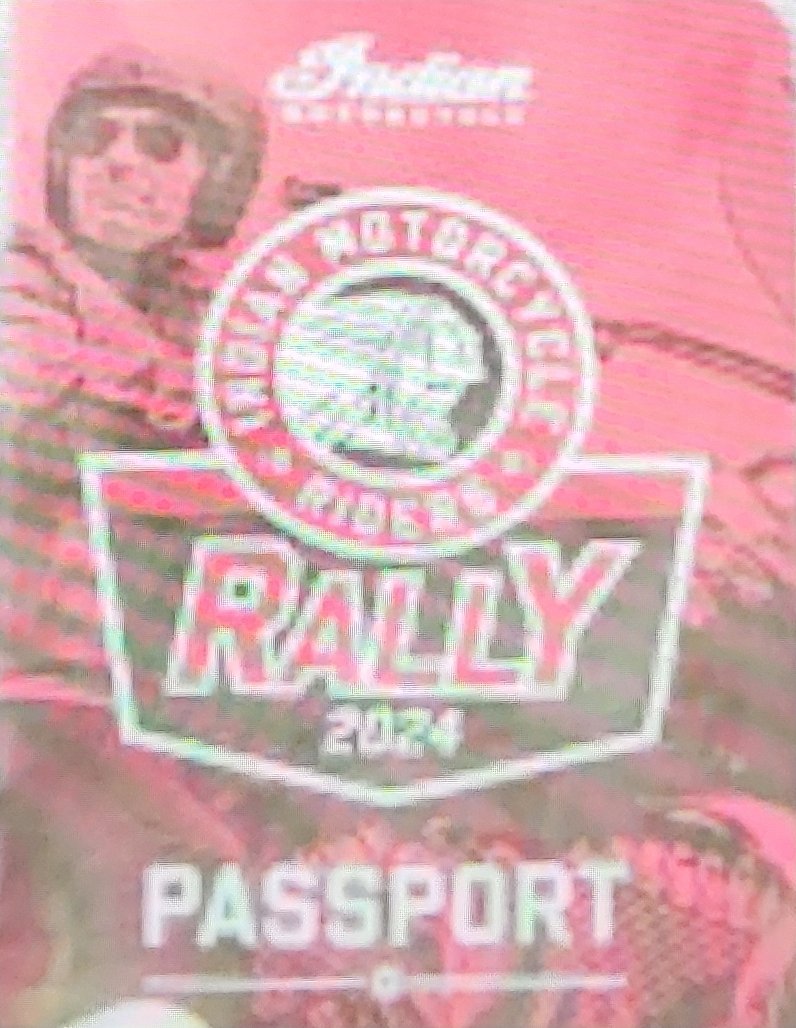 Indian
MOTORCYCLE
INDIAN MOTORCYCLE
RIDERS
RALLY
2024
PASSPORT